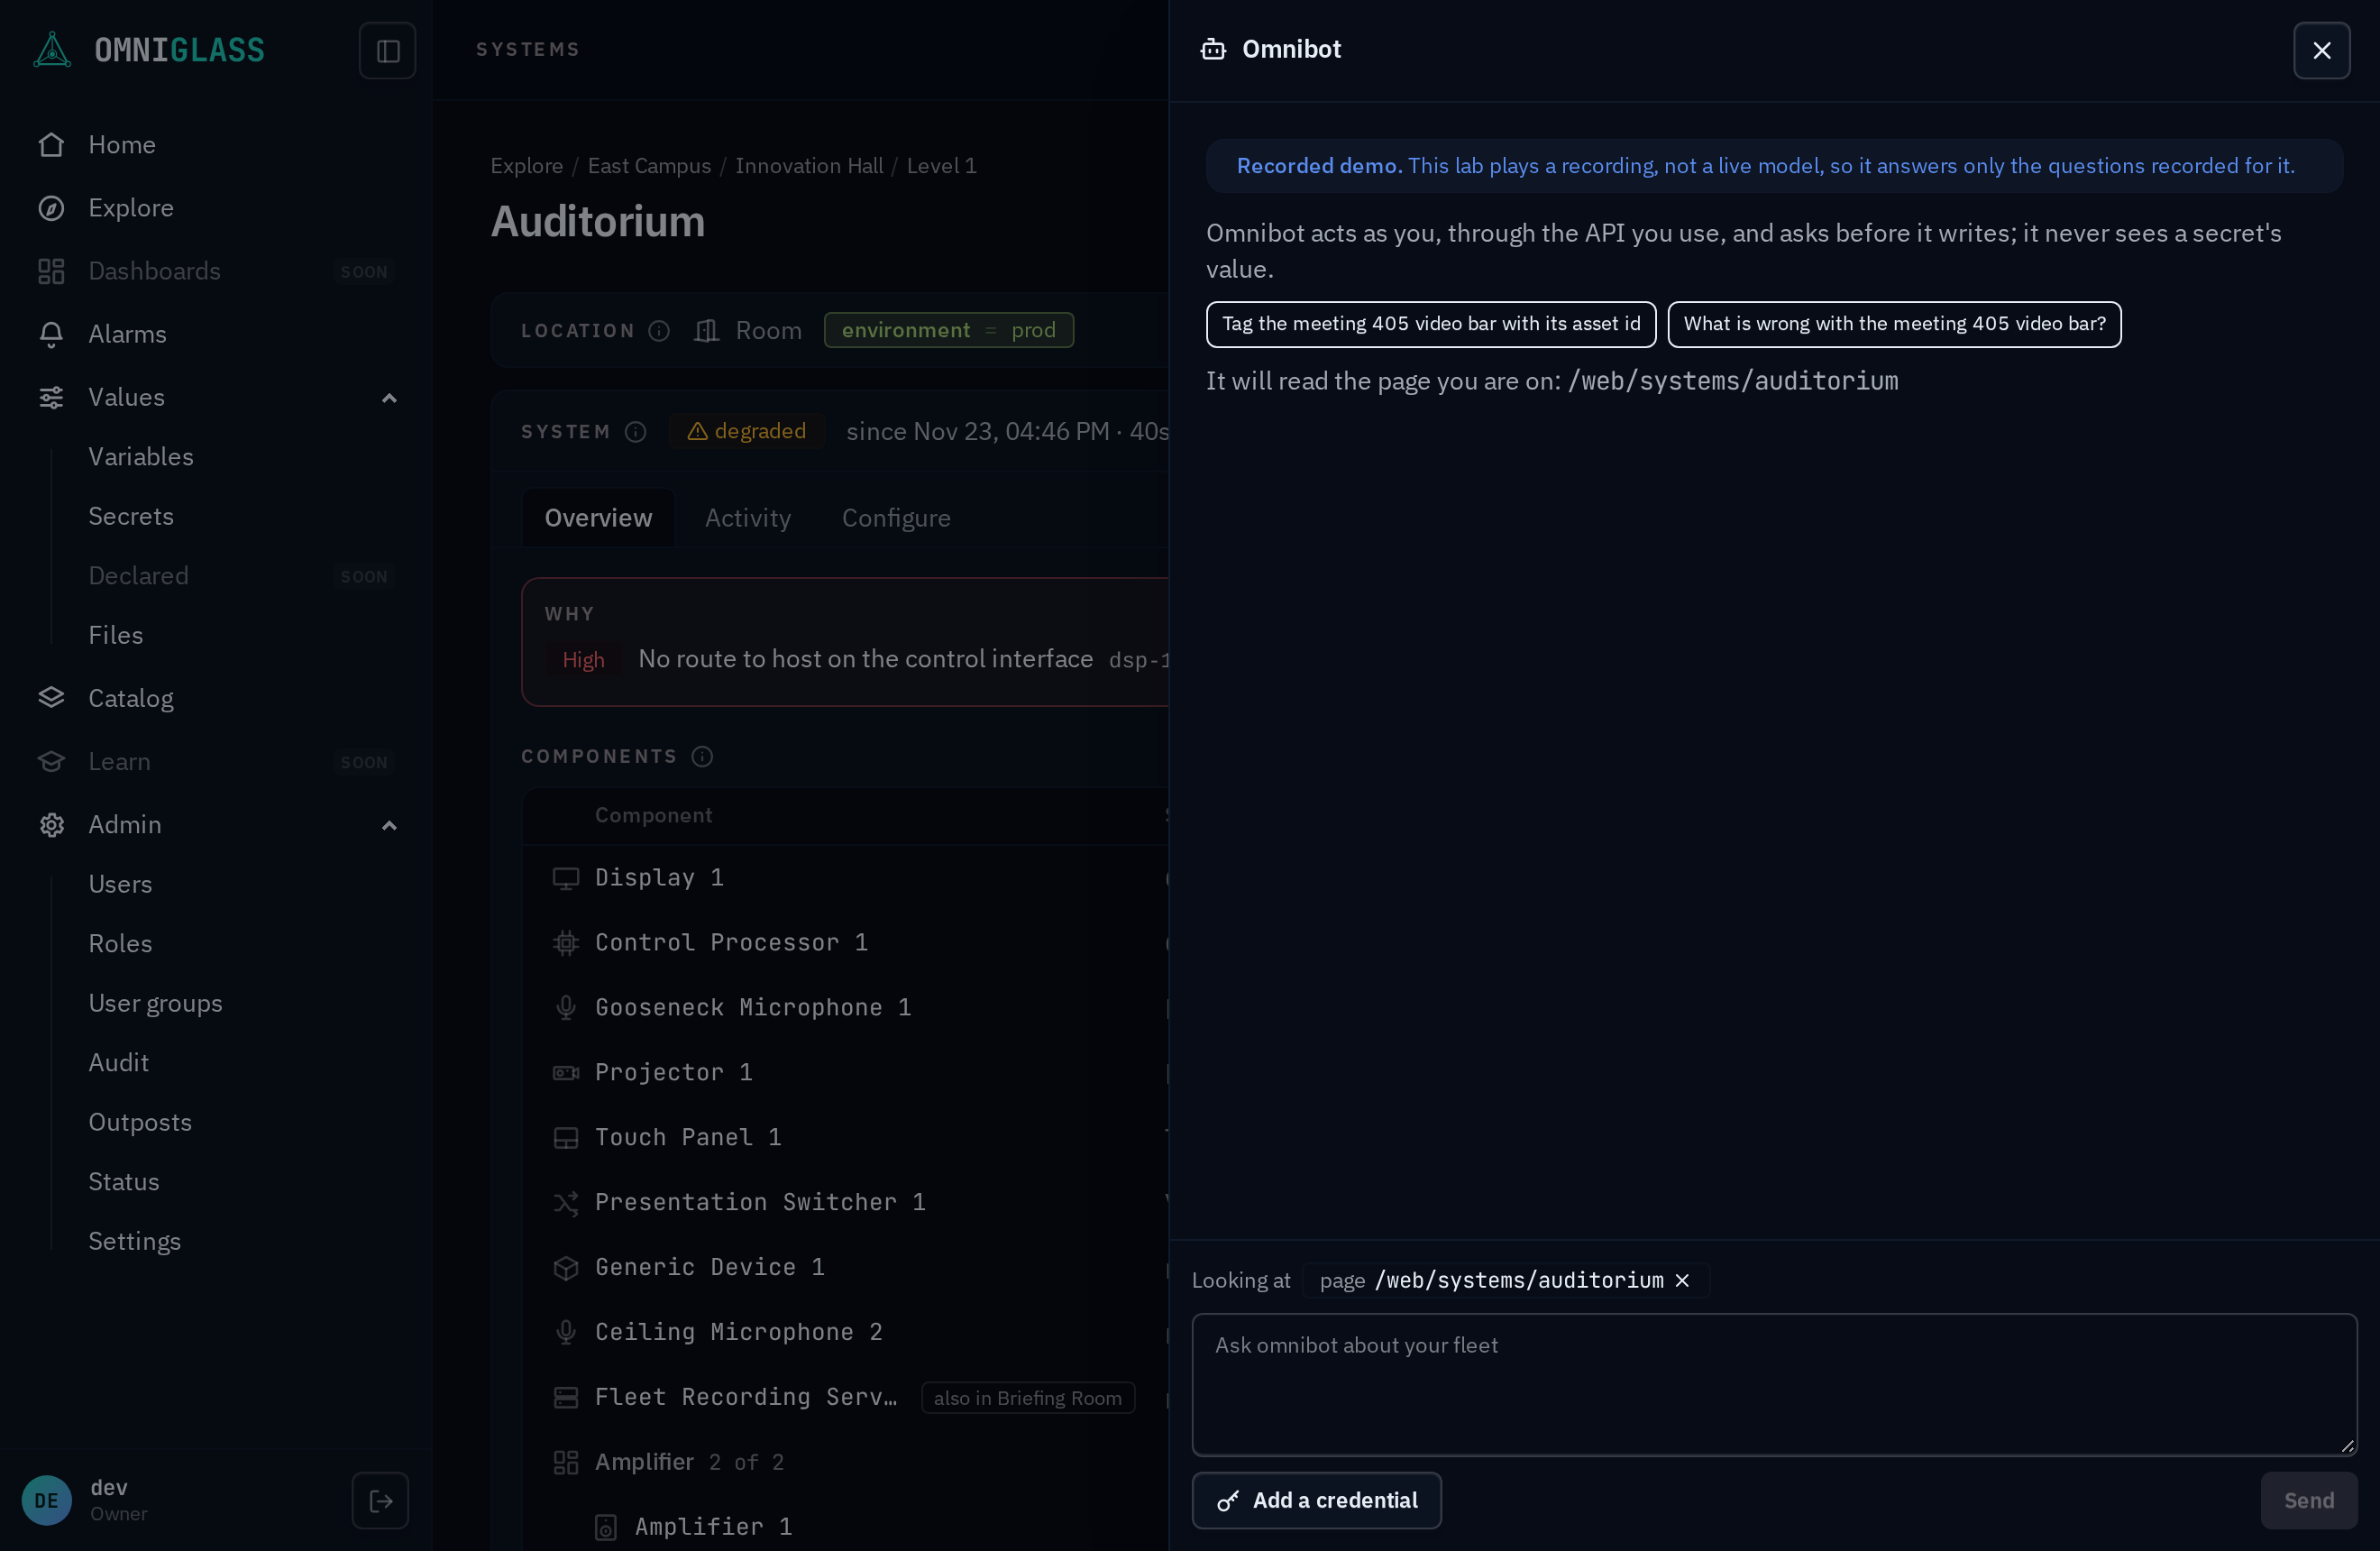 OMNIGLASS
Home
Explore
Dashboards SOON
Alarms
Values
Variables
Secrets
Declared SOON
Files
Catalog
Learn SOON
Admin
Users
Roles
User groups
Audit
Outposts
Status
Settings
DE dev
Owner
SYSTEMS
Explore / East Campus / Innovation Hall / Level 1
Auditorium
LOCATION Room environment = prod
SYSTEM degraded since Nov 23, 04:46 PM · 40s
Overview Activity Configure
WHY
High No route to host on the control interface dsp-1
COMPONENTS
Component
Display 1
Control Processor 1
Gooseneck Microphone 1
Projector 1
Touch Panel 1
Presentation Switcher 1
Generic Device 1
Ceiling Microphone 2
Fleet Recording Serv… also in Briefing Room
Amplifier 2 of 2
Amplifier 1
Omnibot
Recorded demo. This lab plays a recording, not a live model, so it answers only the questions recorded for it.
Omnibot acts as you, through the API you use, and asks before it writes; it never sees a secret's
value.
Tag the meeting 405 video bar with its asset id What is wrong with the meeting 405 video bar?
It will read the page you are on: /web/systems/auditorium
Looking at page /web/systems/auditorium
Ask omnibot about your fleet
Add a credential Send